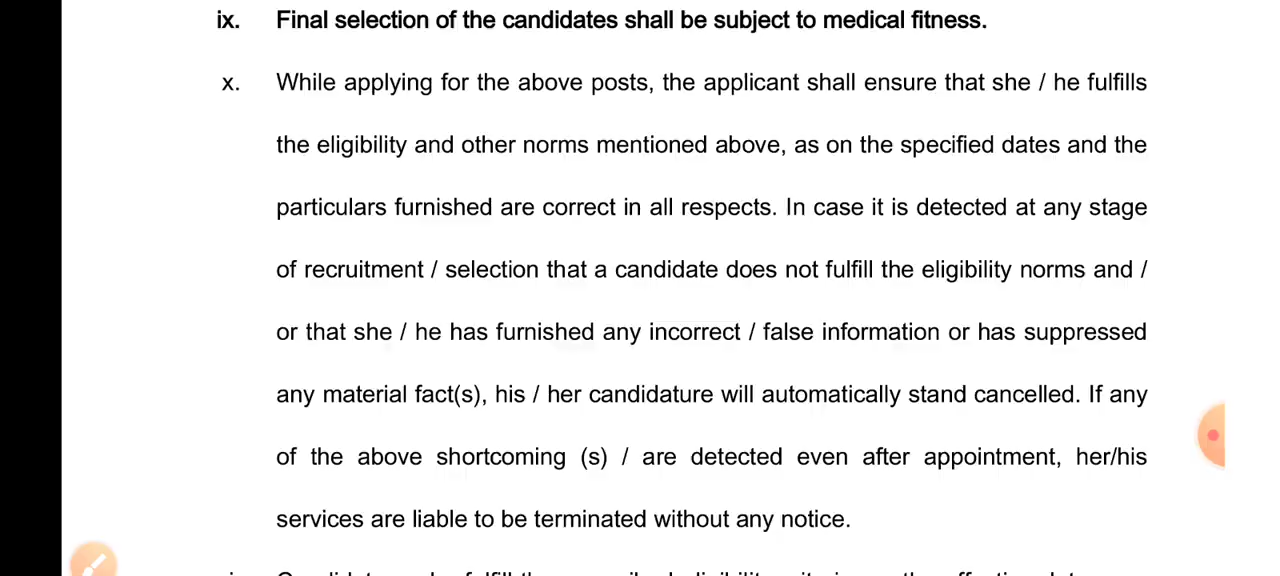 ix. Final selection of the candidates shall be subject to medical fitness.
x. While applying for the above posts, the applicant shall ensure that she / he fulfills
the eligibility and other norms mentioned above, as on the specified dates and the
particulars furnished are correct in all respects. In case it is detected at any stage
of recruitment / selection that a candidate does not fulfill the eligibility norms and /
or that she / he has furnished any incorrect / false information or has suppressed
any material fact(s), his / her candidature will automatically stand cancelled. If any
of the above shortcoming (s) / are detected even after appointment, her/his
services are liable to be terminated without any notice.